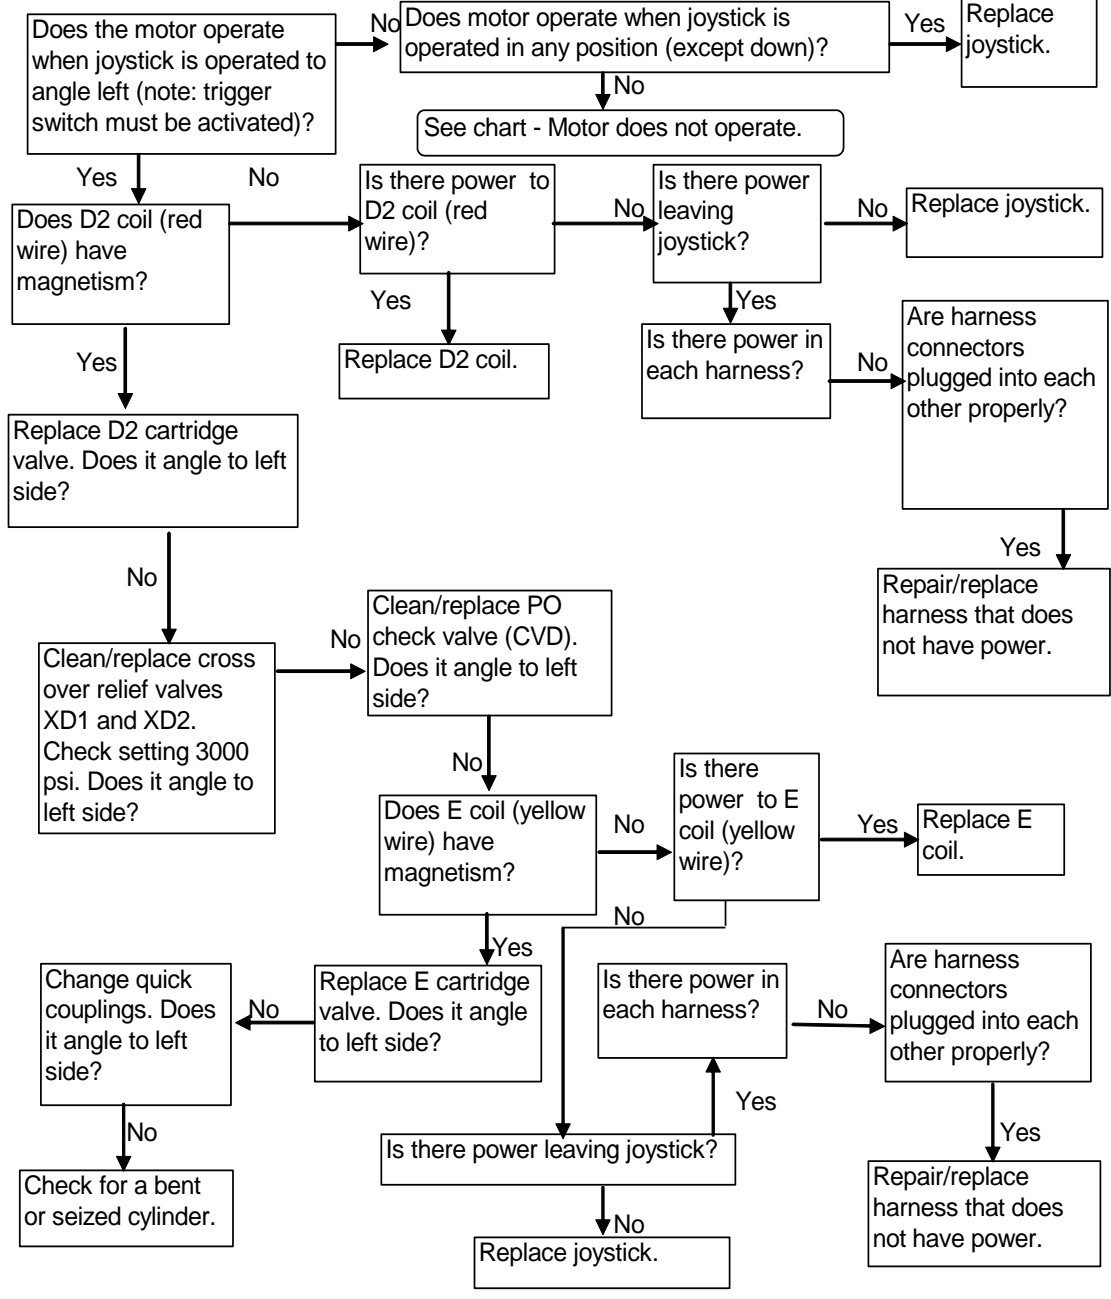 Does the motor operate
when joystick is operated to
angle left (note: trigger
switch must be activated)?
No
Does motor operate when joystick is
operated in any position (except down)?
Yes
Replace
joystick.
No
See chart - Motor does not operate.
Yes
No
Does D2 coil (red
wire) have
magnetism?
Is there power to
D2 coil (red
wire)?
No
Is there power
leaving
joystick?
No
Replace joystick.
Yes
Replace D2 coil.
Yes
Is there power in
each harness?
No
Are harness
connectors
plugged into each
other properly?
Yes
Repair/replace
harness that does
not have power.
Yes
Replace D2 cartridge
valve. Does it angle to left
side?
No
Clean/replace cross
over relief valves
XD1 and XD2.
Check setting 3000
psi. Does it angle to
left side?
No
Clean/replace PO
check valve (CVD).
Does it angle to left
side?
No
Does E coil (yellow
wire) have
magnetism?
No
Is there
power to E
coil (yellow
wire)?
Yes
Replace E
coil.
No
Yes
Replace E cartridge
valve. Does it angle
to left side?
No
Change quick
couplings. Does
it angle to left
side?
No
Check for a bent
or seized cylinder.
Is there power in
each harness?
No
Are harness
connectors
plugged into each
other properly?
Yes
Repair/replace
harness that does
not have power.
Yes
Is there power leaving joystick?
No
Replace joystick.